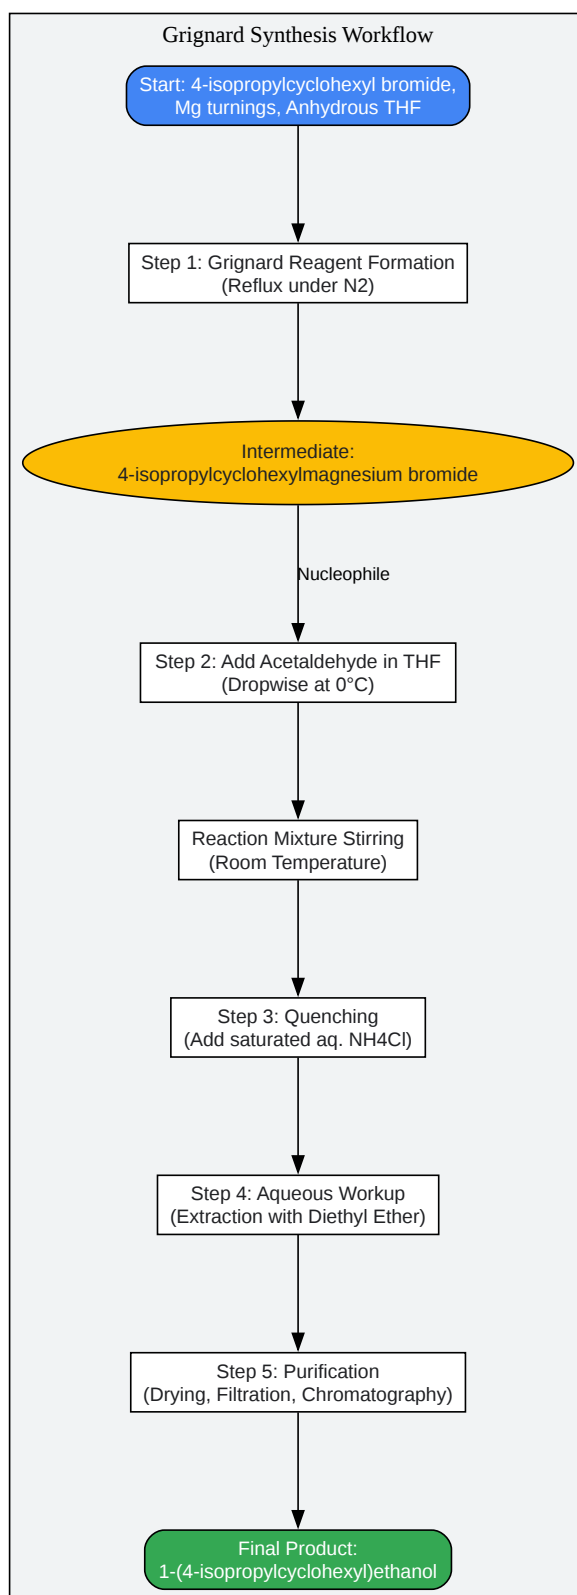 Grignard Synthesis Workflow
Start: 4-isopropylcyclohexyl bromide,
Mg turnings, Anhydrous THF
Step 1: Grignard Reagent Formation
(Reflux under N2)
Intermediate:
4-isopropylcyclohexylmagnesium bromide
Nucleophile
Step 2: Add Acetaldehyde in THF
(Dropwise at 0°C)
Reaction Mixture Stirring
(Room Temperature)
Step 3: Quenching
(Add saturated aq. NH4Cl)
Step 4: Aqueous Workup
(Extraction with Diethyl Ether)
Step 5: Purification
(Drying, Filtration, Chromatography)
Final Product:
1-(4-isopropylcyclohexyl)ethanol